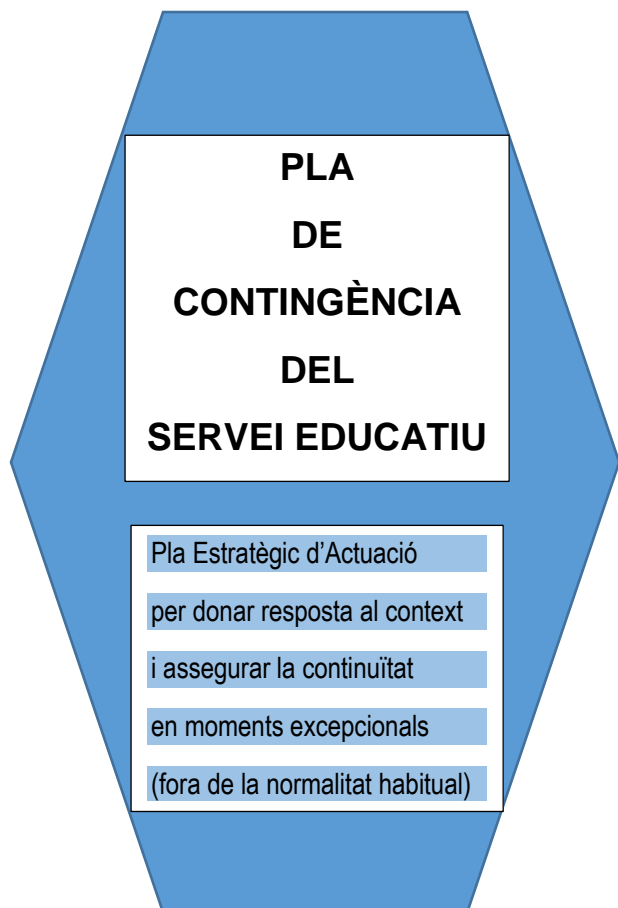 PLA
DE
CONTINGÈNCIA
DEL
SERVEI EDUCATIU
Pla Estratègic d’Actuació
per donar resposta al context
i assegurar la continuïtat
en moments excepcionals
(fora de la normalitat habitual)